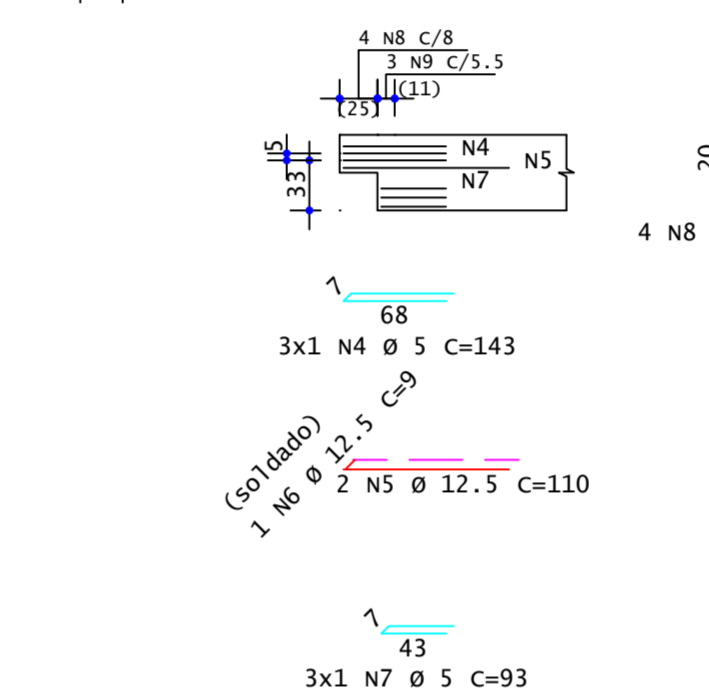 4 N8 C/8
3 N9 C/5.5
(11)
(25)
5
33
N4
N5
N7
20
4 N8
7
68
3x1 N4 Ø 5 C=143
(soldado)
1 N6 Ø 12.5 C=9
2 N5 Ø 12.5 C=110
7
43
3x1 N7 Ø 5 C=93